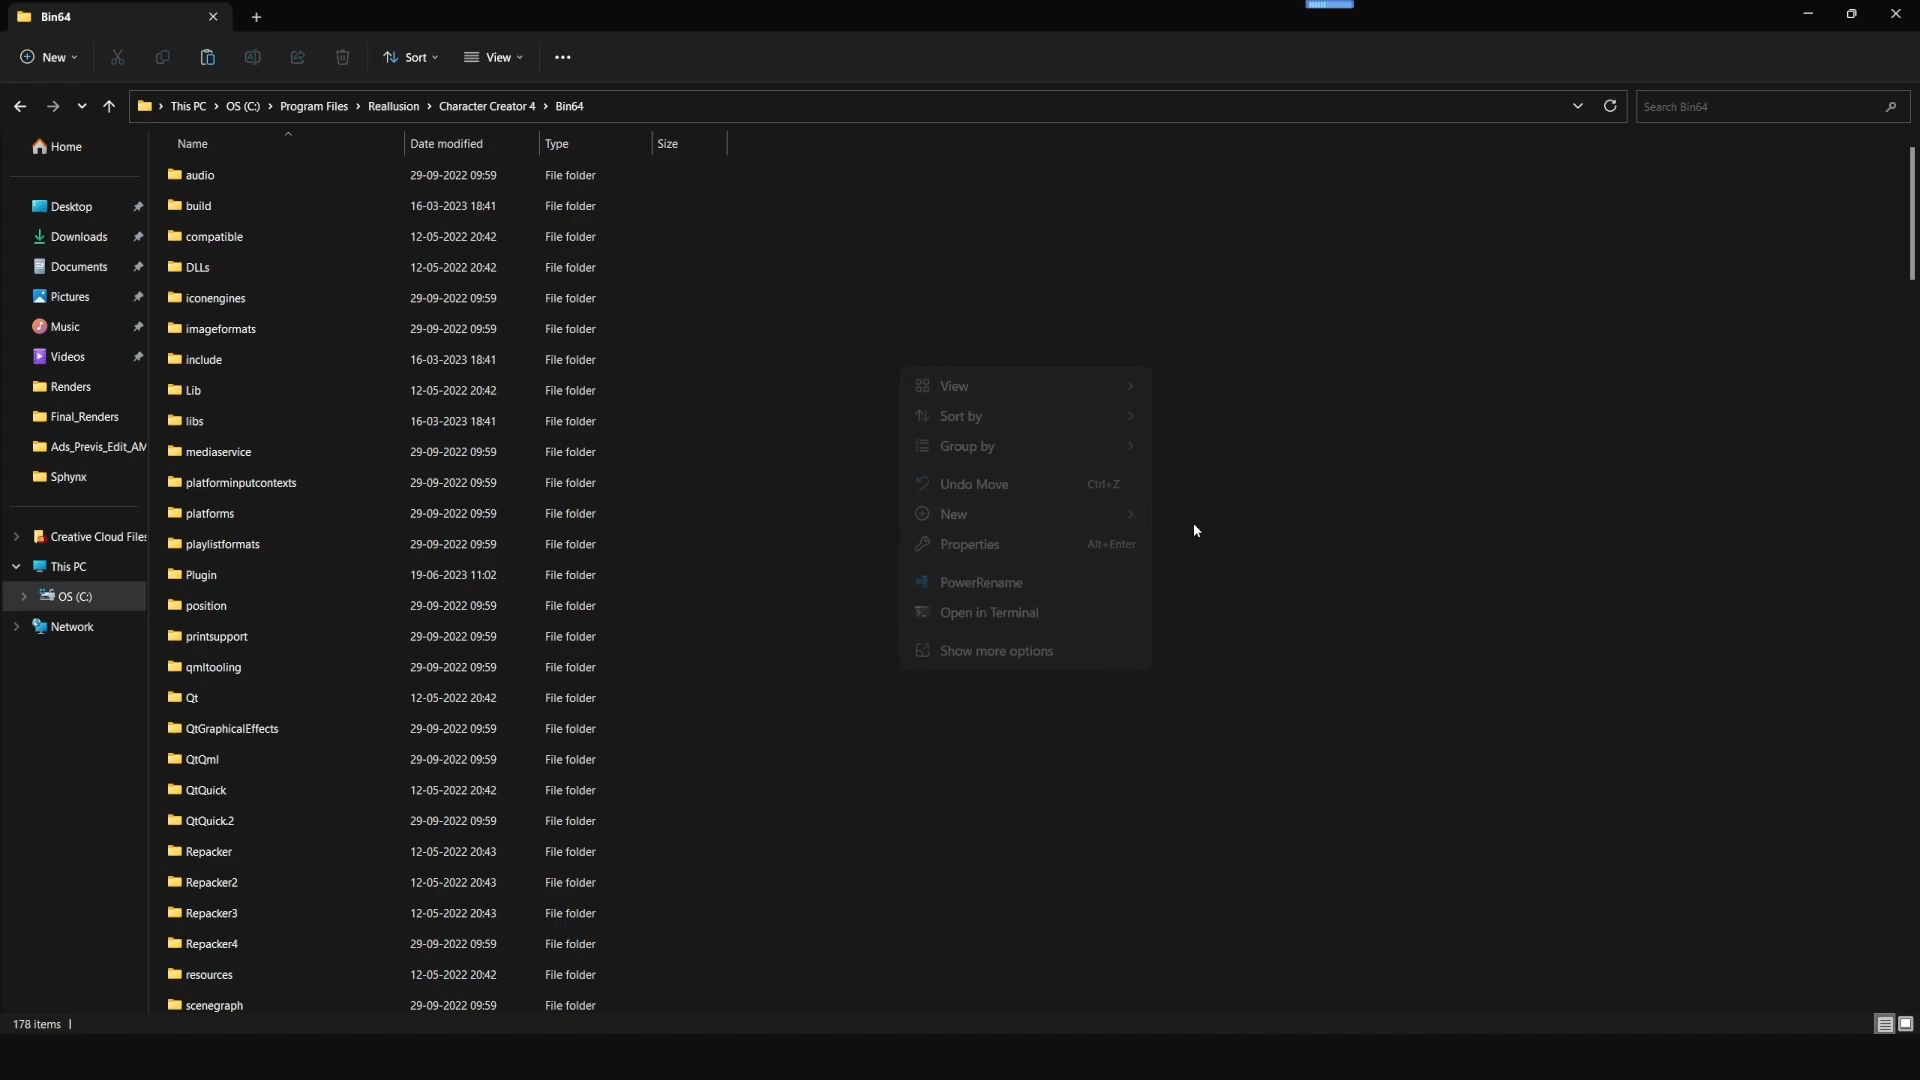 Bin64
New Sort View
This PC OS (C:) Program Files Reallusion Character Creator 4 Bin64 Search Bin64
Name Date modified Type Size
Home
Desktop
Downloads
Documents
Pictures
Music
Videos
Renders
Final_Renders
Ads_Previs_Edit_AM
Sphynx
Creative Cloud Files
This PC
OS (C:)
Network
audio 29-09-2022 09:59 File folder
build 16-03-2023 18:41 File folder
compatible 12-05-2022 20:42 File folder
DLLs 12-05-2022 20:42 File folder
iconengines 29-09-2022 09:59 File folder
imageformats 29-09-2022 09:59 File folder
include 16-03-2023 18:41 File folder
Lib 12-05-2022 20:42 File folder
libs 16-03-2023 18:41 File folder
mediaservice 29-09-2022 09:59 File folder
platforminputcontexts 29-09-2022 09:59 File folder
platforms 29-09-2022 09:59 File folder
playlistformats 29-09-2022 09:59 File folder
Plugin 19-06-2023 11:02 File folder
position 29-09-2022 09:59 File folder
printsupport 29-09-2022 09:59 File folder
qmltooling 29-09-2022 09:59 File folder
Qt 12-05-2022 20:42 File folder
QtGraphicalEffects 29-09-2022 09:59 File folder
QtQml 29-09-2022 09:59 File folder
QtQuick 12-05-2022 20:42 File folder
QtQuick.2 29-09-2022 09:59 File folder
Repacker 12-05-2022 20:43 File folder
Repacker2 12-05-2022 20:43 File folder
Repacker3 12-05-2022 20:43 File folder
Repacker4 29-09-2022 09:59 File folder
resources 12-05-2022 20:42 File folder
scenegraph 29-09-2022 09:59 File folder
View
Sort by
Group by
Undo Move Ctrl+Z
New
Properties Alt+Enter
PowerRename
Open in Terminal
Show more options
178 items